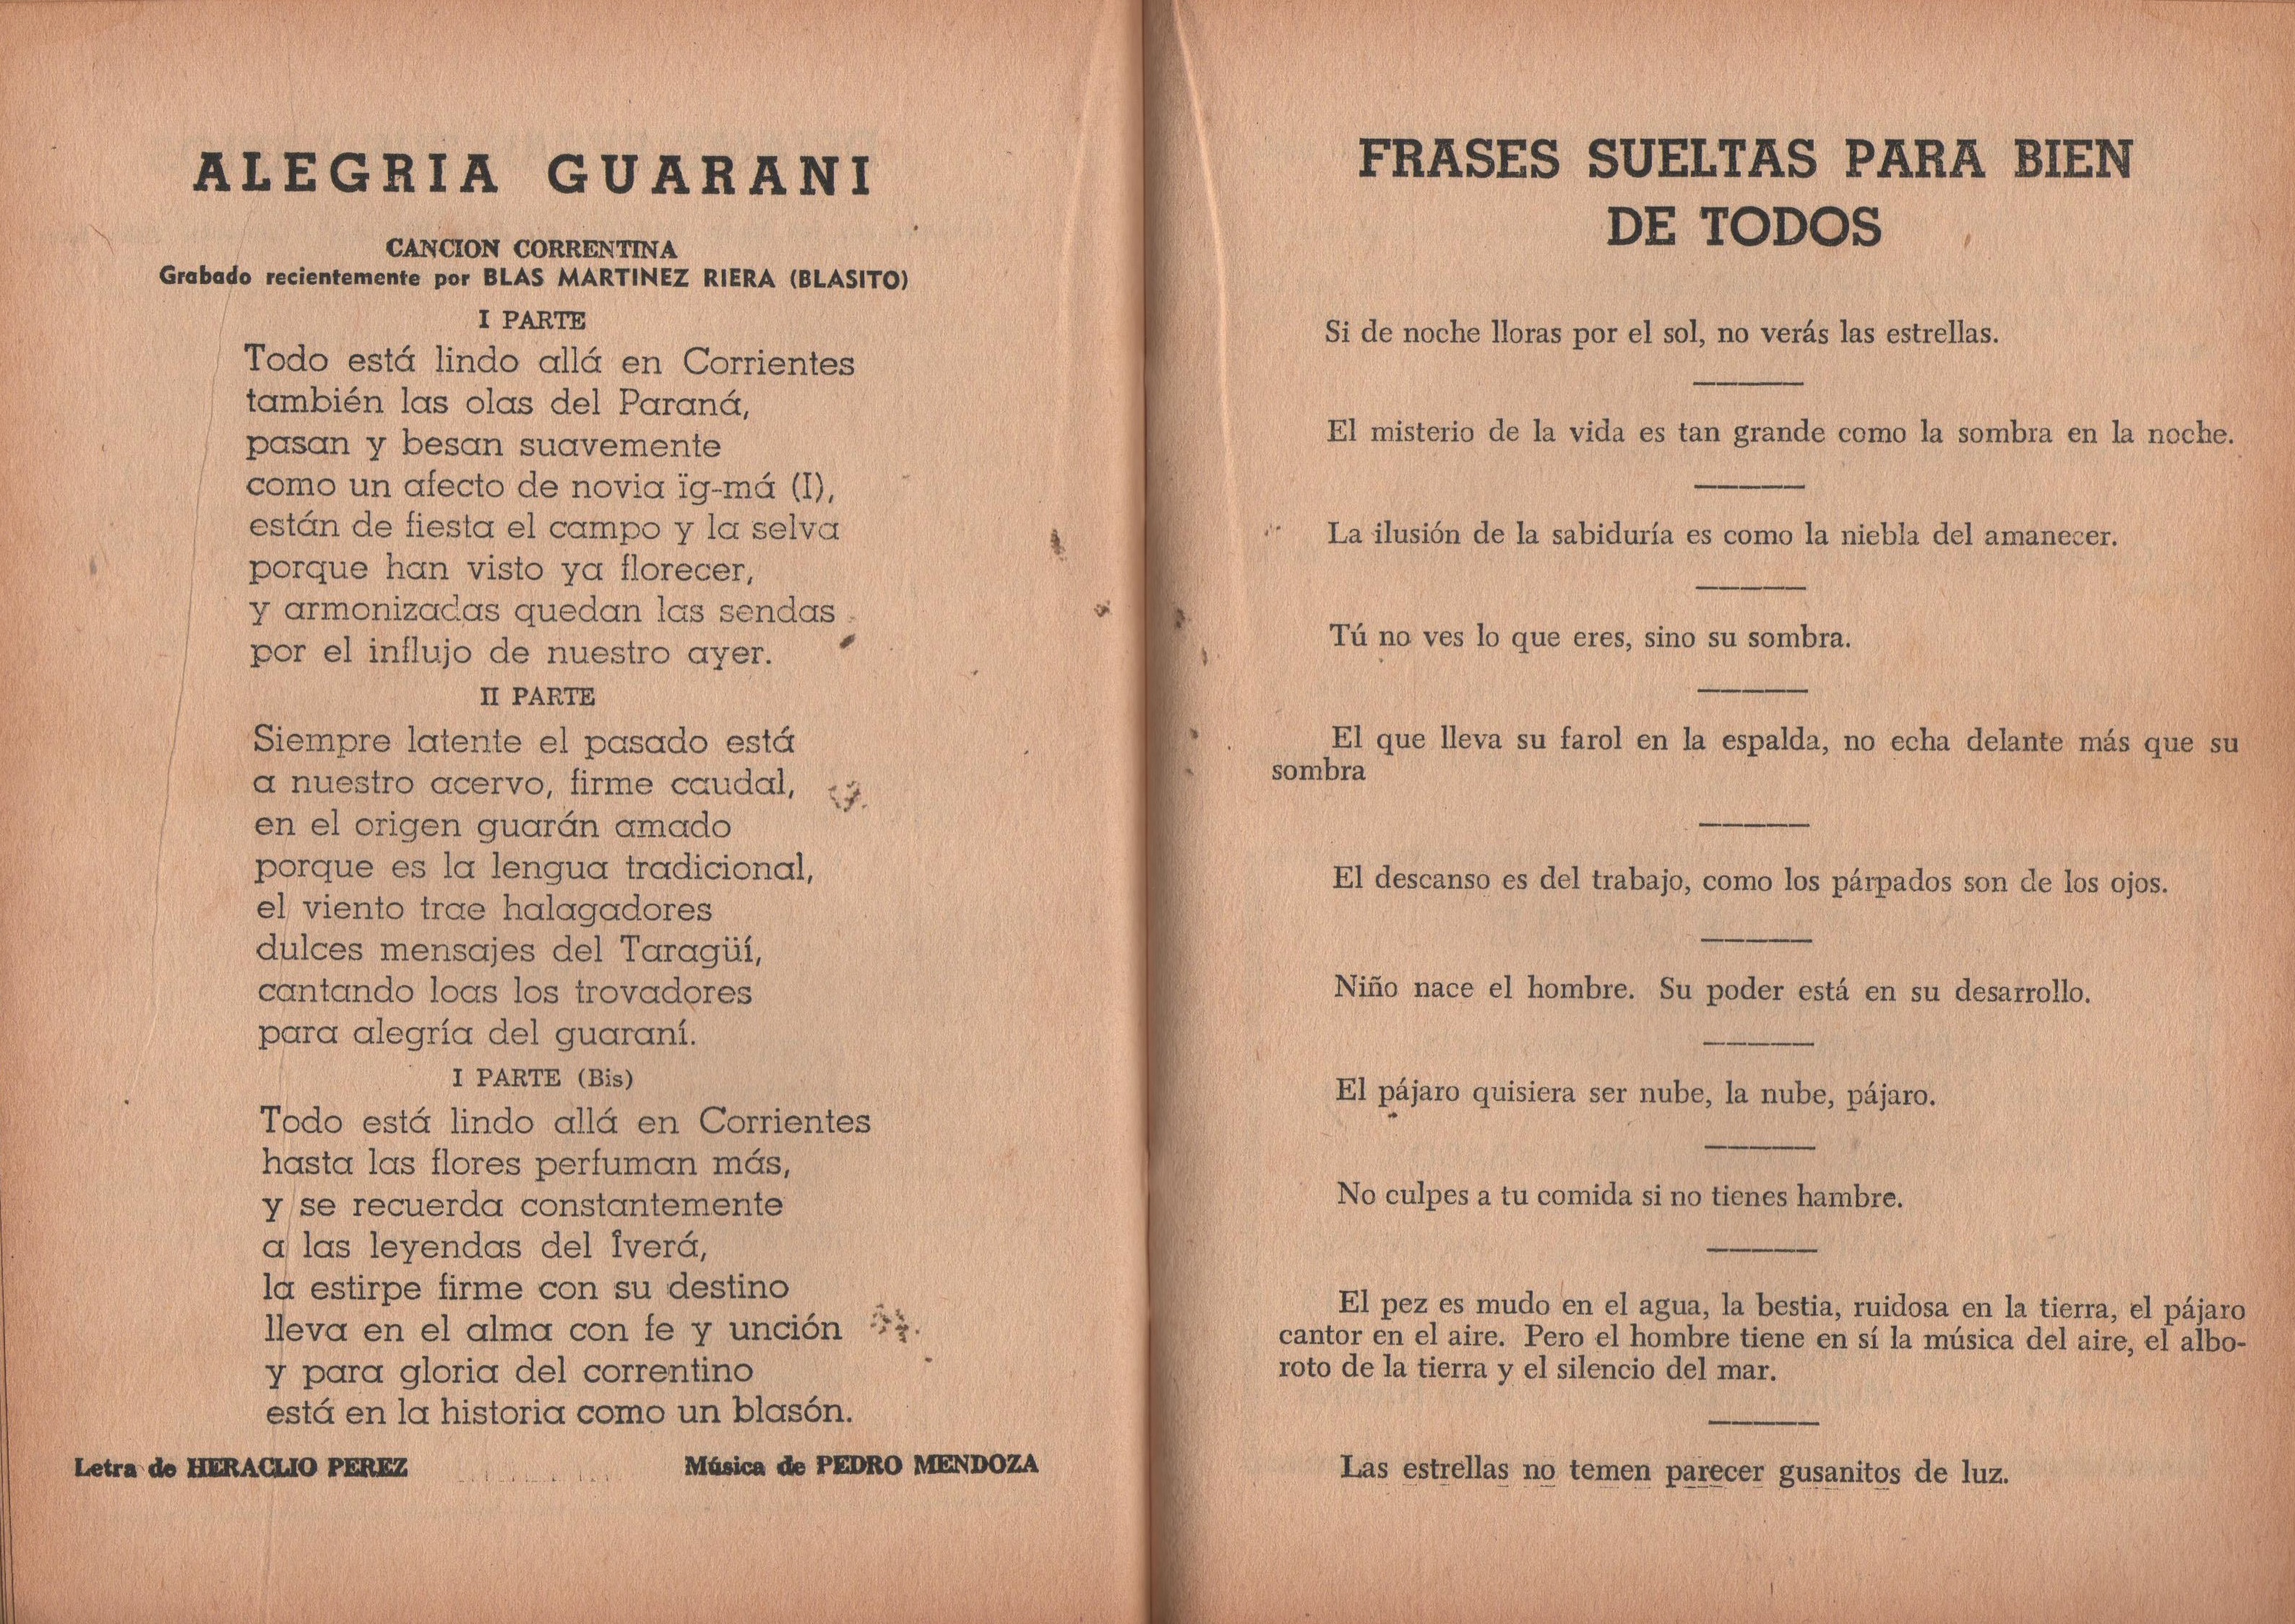 ALEGRIA GUARANI
CANCION CORRENTINA
Grabado recientemente por BLAS MARTINEZ RIERA (BLASITO)
I PARTE
Todo está lindo allá en Corrientes
también las olas del Paraná,
pasan y besan suavemente
como un afecto de novia ïg-má (I),
están de fiesta el campo y la selva
porque han visto ya florecer,
y armonizadas quedan las sendas
por el influjo de nuestro ayer.
II PARTE
Siempre latente el pasado está
a nuestro acervo, firme caudal,
en el origen guarán amado
porque es la lengua tradicional,
el viento trae halagadores
dulces mensajes del Taragüí,
cantando loas los trovadores
para alegría del guaraní.
I PARTE (Bis)
Todo está lindo allá en Corrientes
hasta las flores perfuman más,
y se recuerda constantemente
a las leyendas del Îverá,
la estirpe firme con su destino
lleva en el alma con fe y unción
y para gloria del correntino
está en la historia como un blasón.
Letra de HERACLIO PEREZ
Música de PEDRO MENDOZA
FRASES SUELTAS PARA BIEN
DE TODOS
Si de noche lloras por el sol, no verás las estrellas.
El misterio de la vida es tan grande como la sombra en la noche.
La ilusión de la sabiduría es como la niebla del amanecer.
Tú no ves lo que eres, sino su sombra.
El que lleva su farol en la espalda, no echa delante más que su
sombra
El descanso es del trabajo, como los párpados son de los ojos.
Niño nace el hombre. Su poder está en su desarrollo.
El pájaro quisiera ser nube, la nube, pájaro.
No culpes a tu comida si no tienes hambre.
El pez es mudo en el agua, la bestia, ruidosa en la tierra, el pájaro
cantor en el aire. Pero el hombre tiene en sí la música del aire, el albo-
roto de la tierra y el silencio del mar.
Las estrellas no temen parecer gusanitos de luz.